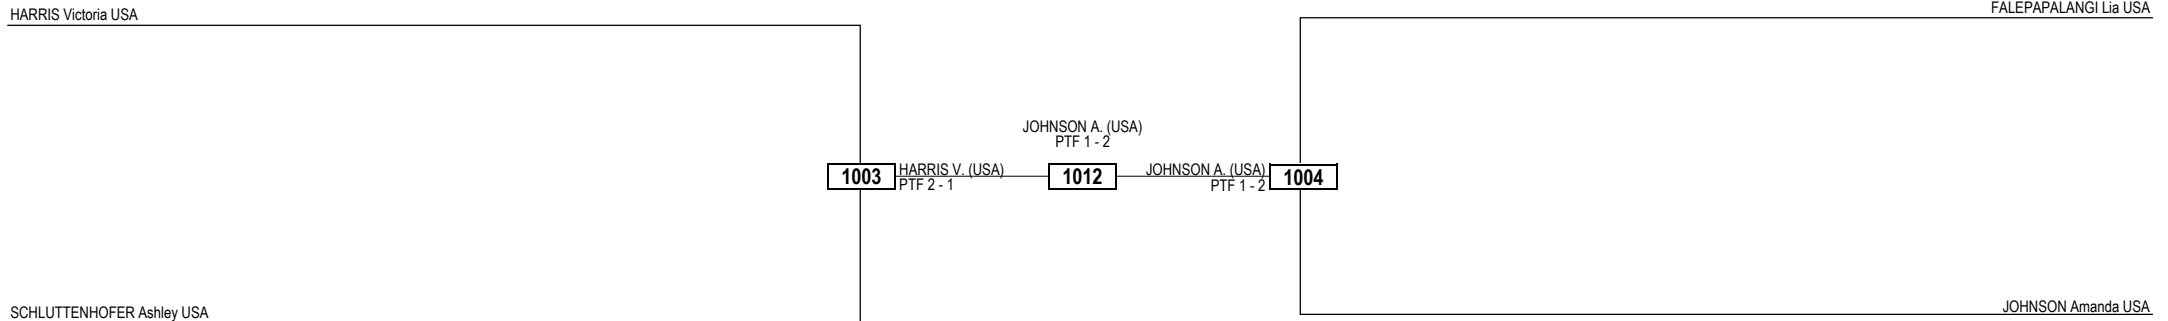 HARRIS Victoria USA
FALEPAPALANGI Lia USA
JOHNSON A. (USA)
PTF 1 - 2
1003
HARRIS V. (USA)
PTF 2 - 1
1012
JOHNSON A. (USA)
PTF 1 - 2
1004
SCHLUTTENHOFER Ashley USA
JOHNSON Amanda USA